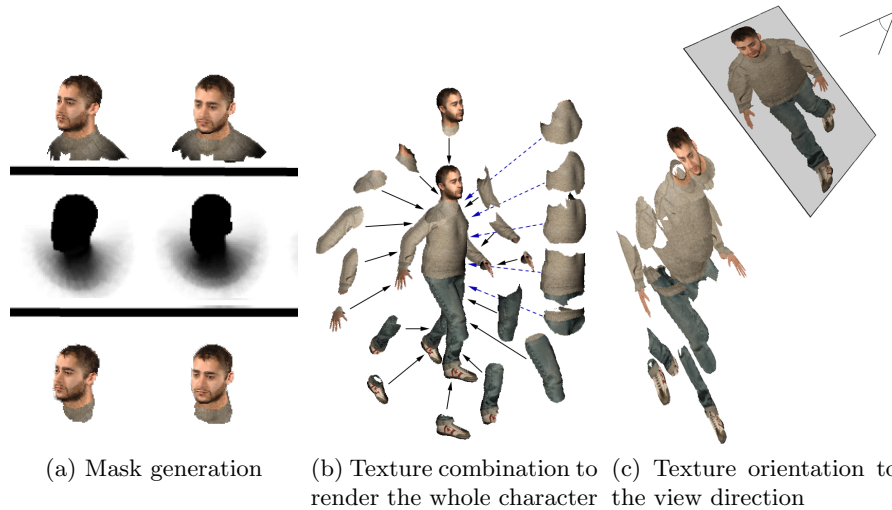 (a) Mask generation
(b) Texture combination to
render the whole character
(c) Texture orientation to
the view direction